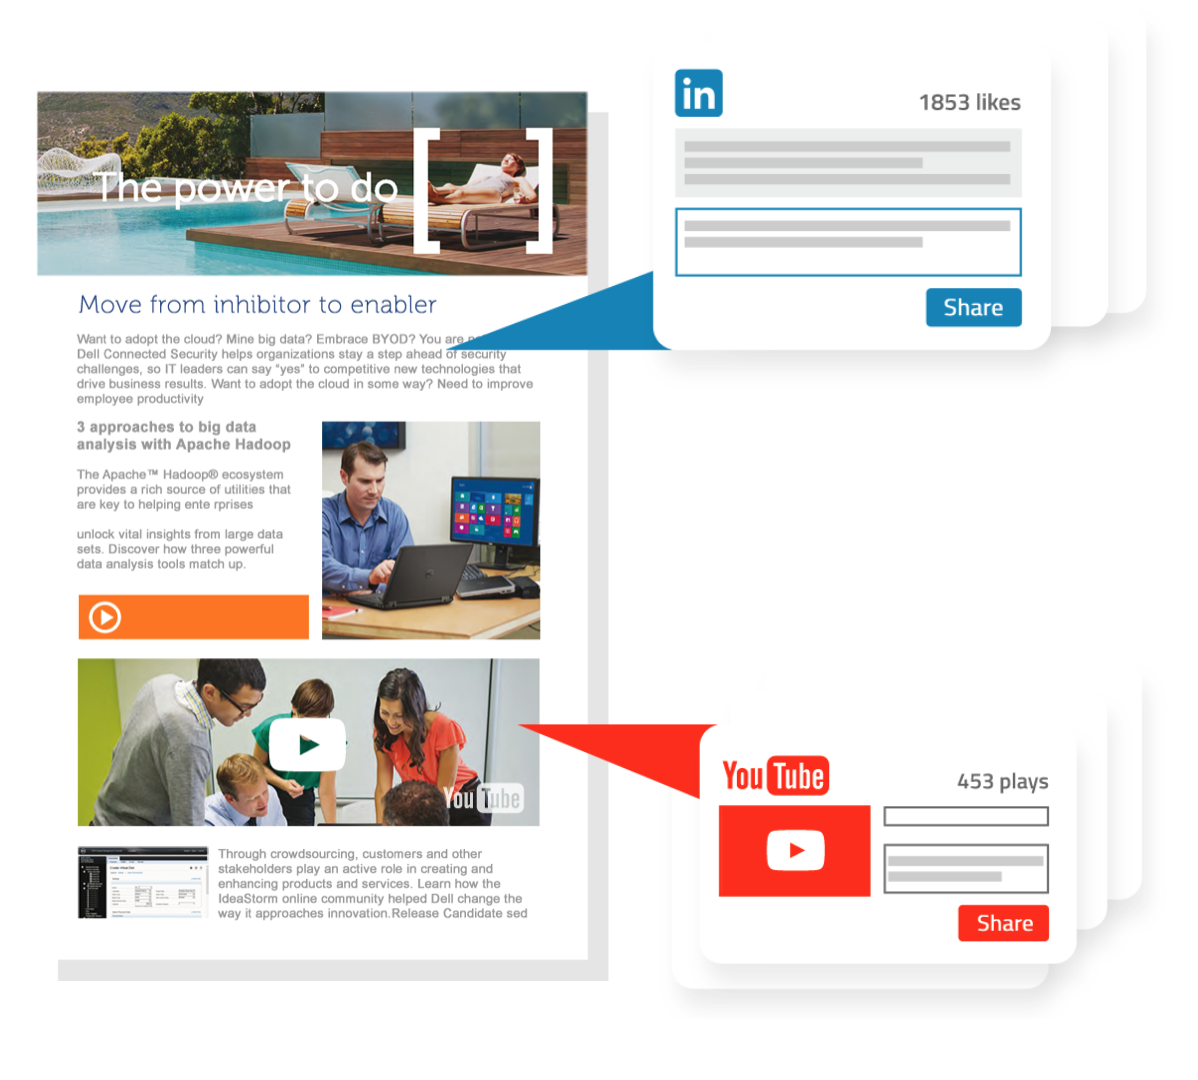 The power to do
Move from inhibitor to enabler
Want to adopt the cloud? Mine big data? Embrace BYOD? You are
Dell Connected Security helps organizations stay a step ahead of security
challenges, so IT leaders can say "yes" to competitive new technologies that
drive business results. Want to adopt the cloud in some way? Need to improve
employee productivity
3 approaches to big data
analysis with Apache Hadoop
The Apache™ Hadoop® ecosystem
provides a rich source of utilities that
are key to helping ente rprises
unlock vital insights from large data
sets. Discover how three powerful
data analysis tools match up.
YouTube
Through crowdsourcing, customers and other
stakeholders play an active role in creating and
enhancing products and services. Learn how the
IdeaStorm online community helped Dell change the
way it approaches innovation.Release Candidate sed
in
1853 likes
Share
YouTube
453 plays
Share